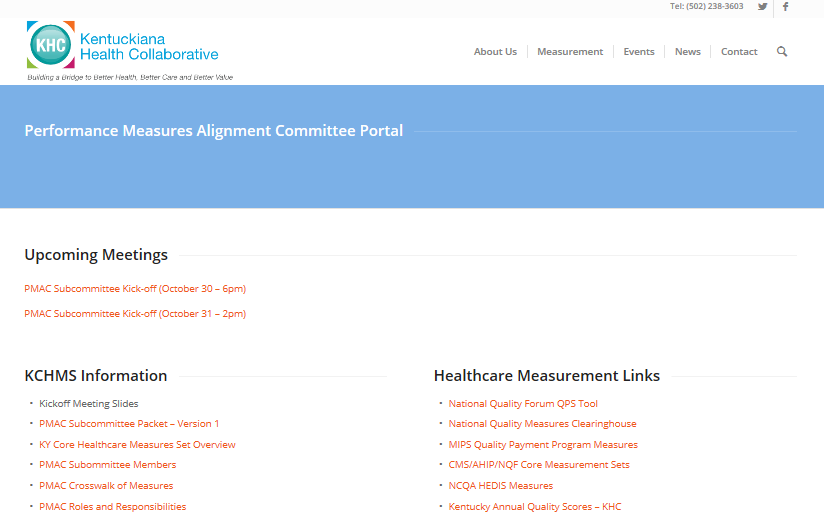 Tel: (502) 238-3603
KHC
Kentuckiana
Health Collaborative
Building a Bridge to Better Health, Better Care and Better Value
About Us
Measurement
Events
News
Contact
Performance Measures Alignment Committee Portal
Upcoming Meetings
PMAC Subcommittee Kick-off (October 30 – 6pm)
PMAC Subcommittee Kick-off (October 31 – 2pm)
KCHMS Information
• Kickoff Meeting Slides
• PMAC Subcommittee Packet – Version 1
• KY Core Healthcare Measures Set Overview
• PMAC Subommittee Members
• PMAC Crosswalk of Measures
• PMAC Roles and Responsibilities
Healthcare Measurement Links
• National Quality Forum QPS Tool
• National Quality Measures Clearinghouse
• MIPS Quality Payment Program Measures
• CMS/AHIP/NQF Core Measurement Sets
• NCQA HEDIS Measures
• Kentucky Annual Quality Scores – KHC